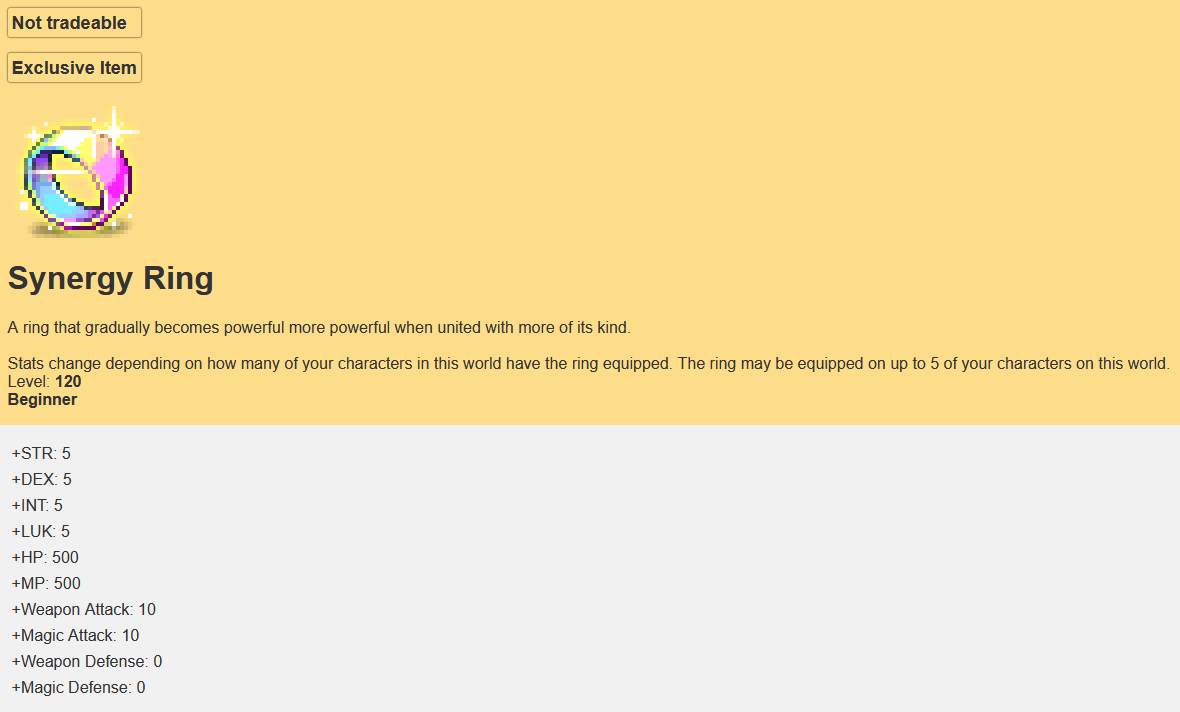 Not tradeable
Exclusive Item
Synergy Ring
A ring that gradually becomes powerful more powerful when united with more of its kind.
Stats change depending on how many of your characters in this world have the ring equipped. The ring may be equipped on up to 5 of your characters on this world.
Level: 120
Beginner
+STR: 5
+DEX: 5
+INT: 5
+LUK: 5
+HP: 500
+MP: 500
+Weapon Attack: 10
+Magic Attack: 10
+Weapon Defense: 0
+Magic Defense: 0